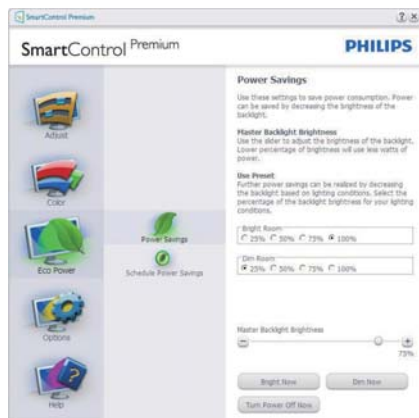 SmartControl Premium
SmartControl Premium
PHILIPS
Adjust
Color
Eco Power
Options
Help
Power Savings
Schedule Power Savings
Power Savings
Use these settings to save power consumption. Power
can be saved by decreasing the brightness of the
backlight.
Master Backlight Brightness
Use the slider to adjust the brightness of the backlight.
Lower percentage of brightness will use less watts of
power.
Use Preset
Further power savings can be realized by decreasing
the backlight based on lighting conditions. Select the
percentage of the backlight brightness for your lighting
conditions.
Bright Room
25% 50% 75% 100%
Dim Room
25% 50% 75% 100%
Master Backlight Brightness
75%
Bright Now
Dim Now
Turn Power Off Now